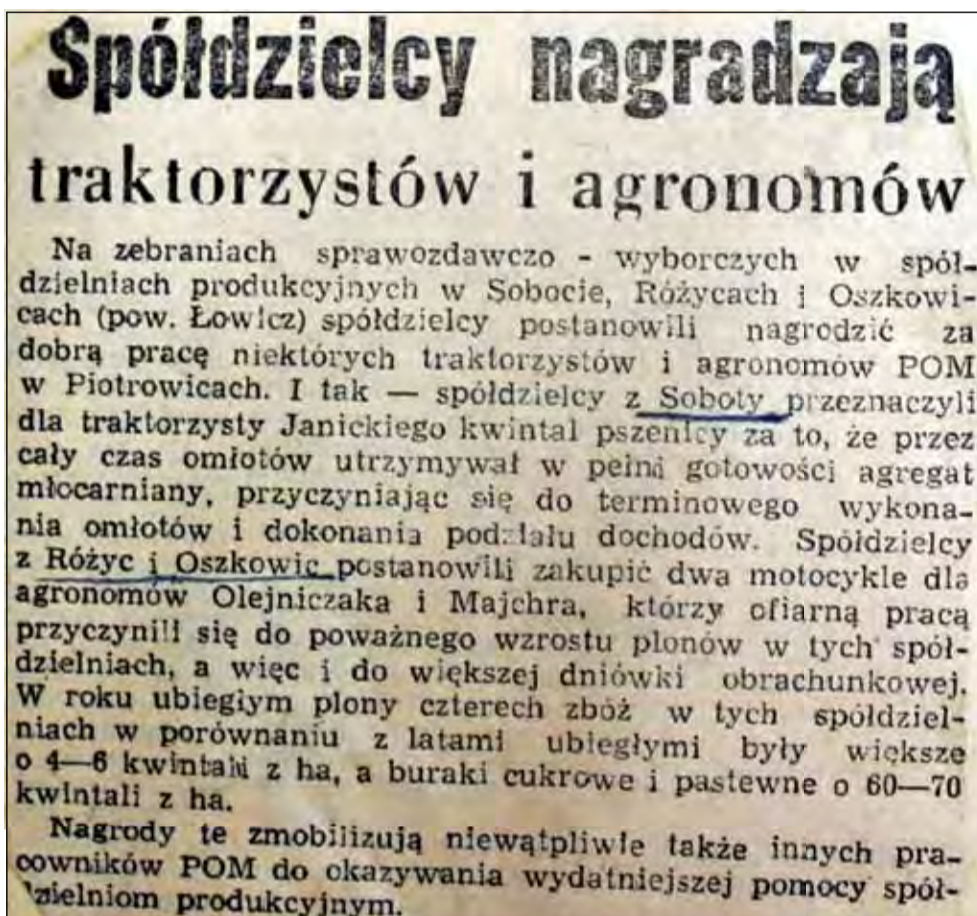 Spółdzielcy nagradzają
traktorzystów i agronomów
Na zebraniach sprawozdawczo - wyborczych w spół-
dzielniach produkcyjnych w Sobocie, Różycach i Oszkowi-
cach (pow. Łowicz) spółdzielcy postanowili nagrodzić za
dobrą pracę niektórych traktorzystów i agronomów POM
w Piotrowicach. I tak — spółdzielcy z Soboty przeznaczyli
dla traktorzysty Janickiego kwintal pszenicy za to, że przez
cały czas omłotów utrzymywał w pełni gotowości agregat
młocarniany, przyczyniając się do terminowego wykona-
nia omłotów i dokonania podziału dochodów. Spółdzielcy
z Różyc i Oszkowic postanowili zakupić dwa motocykle dla
agronomów Olejniczaka i Majchra, którzy ofiarną pracą
przyczynili się do poważnego wzrostu plonów w tych spół-
dzielniach, a więc i do większej dniówki obrachunkowej.
W roku ubiegłym plony czterech zbóż w tych spółdziel-
niach w porównaniu z latami ubiegłymi były większe
o 4—6 kwintali z ha, a buraki cukrowe i pastewne o 60—70
kwintali z ha.
Nagrody te zmobilizują niewątpliwie także innych pra-
cowników POM do okazywania wydatniejszej pomocy spół-
dzielniom produkcyjnym.